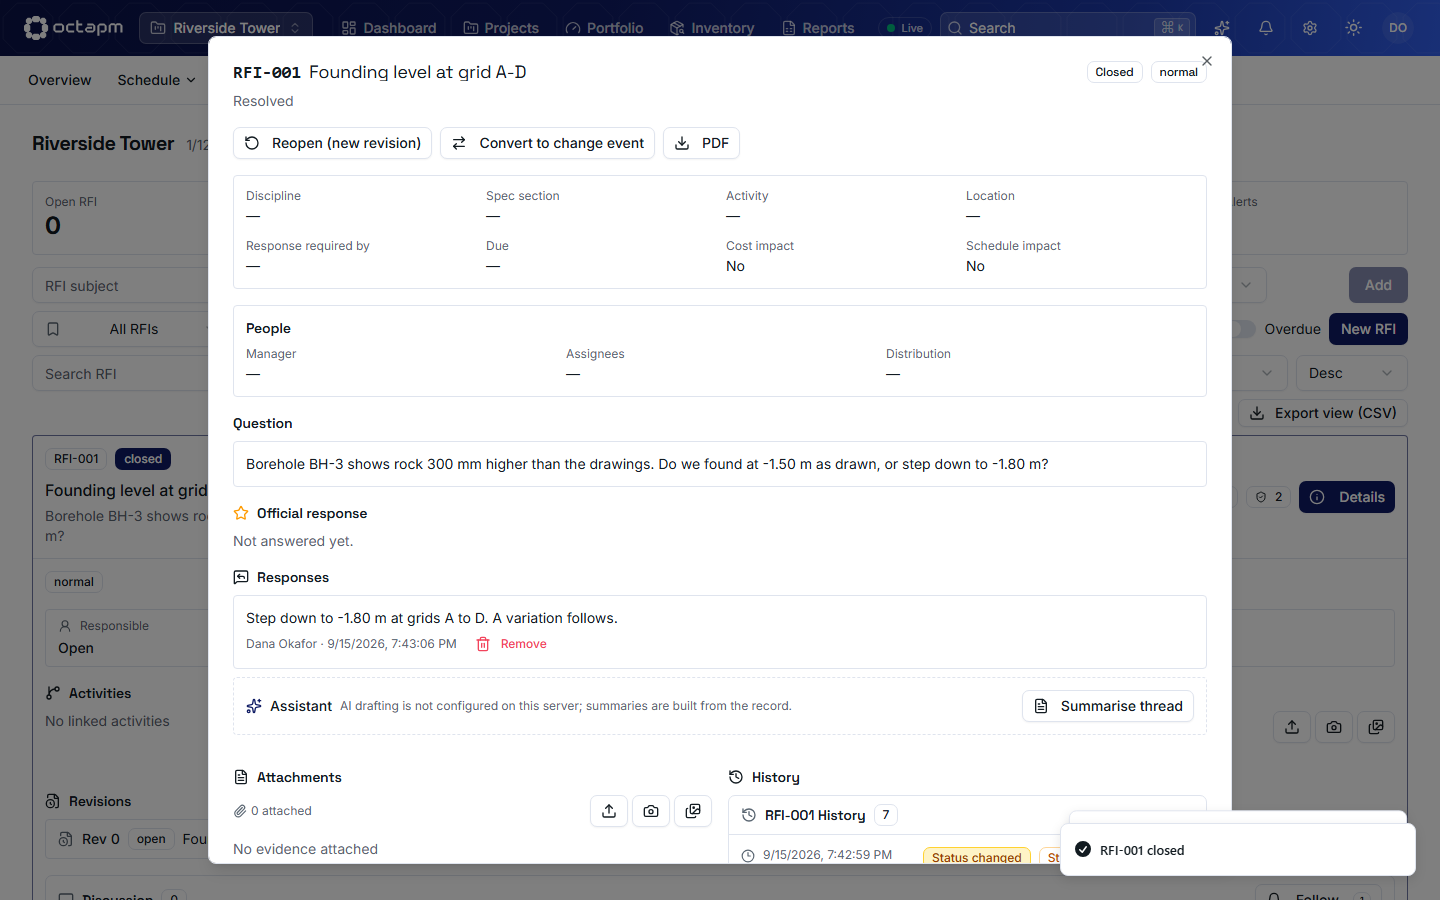 octapm
Riverside Tower
Dashboard
Projects
Portfolio
Inventory
Reports
Live
Search
⌘ K
DO
Overview
Schedule
Riverside Tower 1/12
Open RFI
0
lerts
RFI subject
Add
All RFIs
Overdue
New RFI
Search RFI
Desc
Export view (CSV)
RFI-001
closed
Founding level at grid
Borehole BH-3 shows ro
m?
2
Details
normal
Responsible
Open
Activities
No linked activities
Revisions
Rev 0 open Fou
Discussion 0
Follow 1
RFI-001 Founding level at grid A-D
Closed
normal
Resolved
Reopen (new revision)
Convert to change event
PDF
Discipline Spec section Activity Location
— — — —
Response required by Due Cost impact Schedule impact
— — No No
People
Manager Assignees Distribution
— — —
Question
Borehole BH-3 shows rock 300 mm higher than the drawings. Do we found at -1.50 m as drawn, or step down to -1.80 m?
Official response
Not answered yet.
Responses
Step down to -1.80 m at grids A to D. A variation follows.
Dana Okafor · 9/15/2026, 7:43:06 PM Remove
Assistant AI drafting is not configured on this server; summaries are built from the record.
Summarise thread
Attachments
0 attached
No evidence attached
History
RFI-001 History 7
9/15/2026, 7:42:59 PM Status changed St
RFI-001 closed